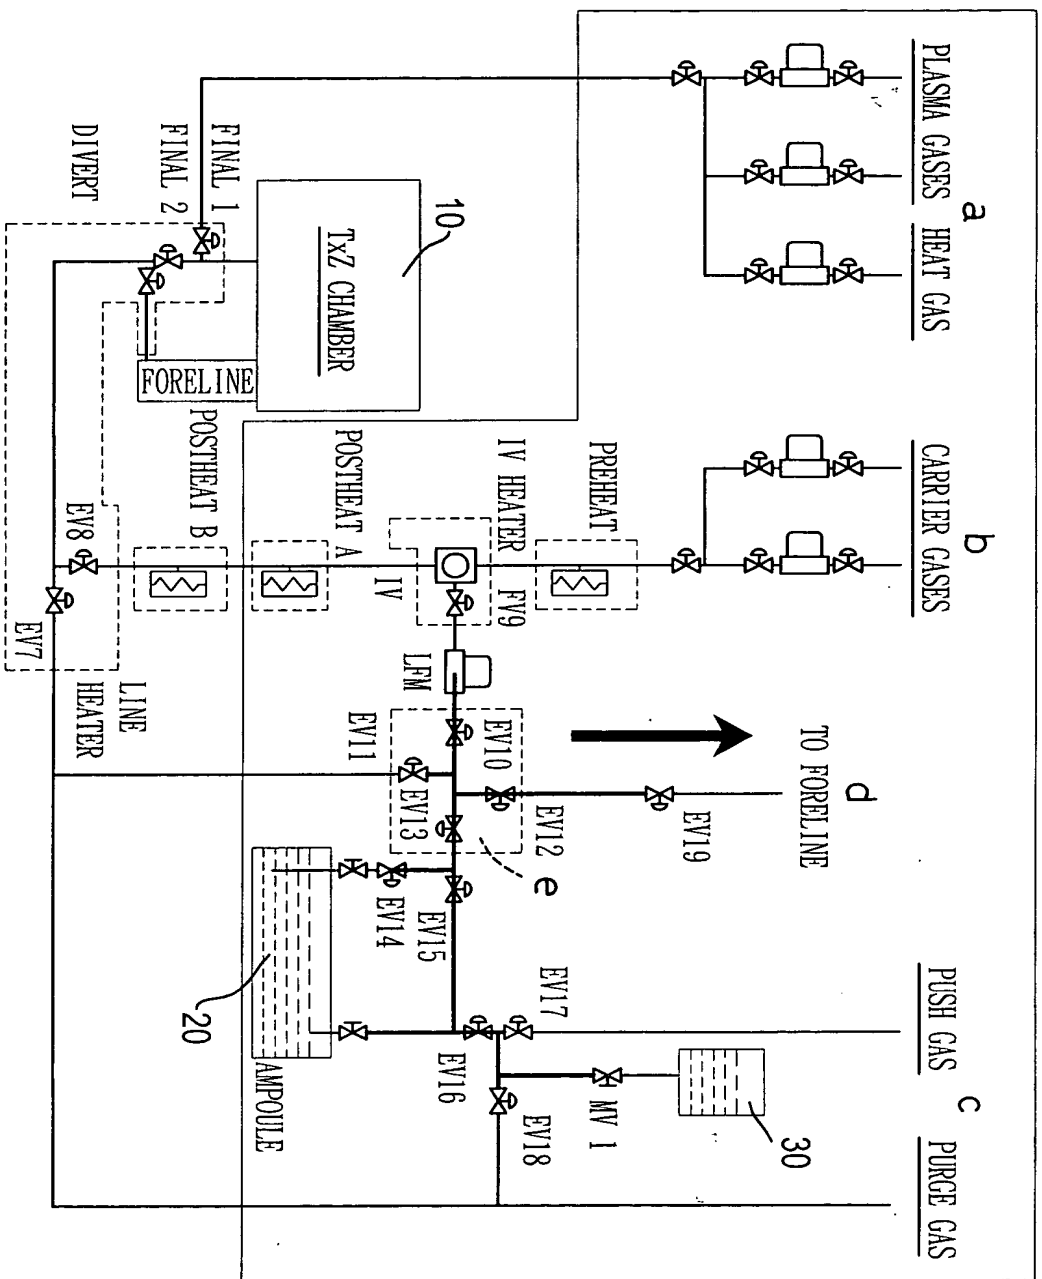 PLASMA GASES
HEAT GAS
a
CARRIER GASES
b
TO FORELINE
d
PUSH GAS
c
PURGE GAS
FINAL 1
FINAL 2
DIVERT
10
TxZ CHAMBER
FORELINE
PREHEAT
IV HEATER
POSTHEAT A
POSTHEAT B
IV
FV9
EV8
EV7
LINE
HEATER
LFM
EV10
EV11
EV12
EV13
EV19
e
EV14
EV15
EV16
EV17
EV18
MV 1
30
20
AMPOULE